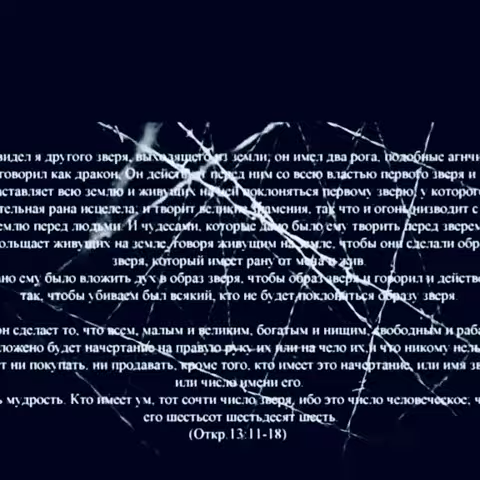 видел я другого зверя, выходящего из земли; он имел два рога, подобные агнчи
говорил как дракон. Он действует перед ним со всею властью первого зверя и
аставляет всю землю и живущих на ней поклоняться первому зверю, у которого
тельная рана исцелела; и творит великие знамения, так что и огонь низводит с
емлю перед людьми. И чудесами, которые дано было ему творить перед зверем
ольщает живущих на земле, говоря живущим на земле, чтобы они сделали обр
зверя, который имеет рану от меча и жив.
ано ему было вложить дух в образ зверя, чтобы образ зверя и говорил и действо
так, чтобы убиваем был всякий, кто не будет поклоняться образу зверя.
он сделает то, что всем, малым и великим, богатым и нищим, свободным и раба
ложено будет начертание на правую руку их или на чело их, и что никому нель
ет ни покупать, ни продавать, кроме того, кто имеет это начертание, или имя зв
или число имени его.
ь мудрость. Кто имеет ум, тот сочти число зверя, ибо это число человеческое; ч
его шестьсот шестьдесят шесть.
(Откр.13:11-18)